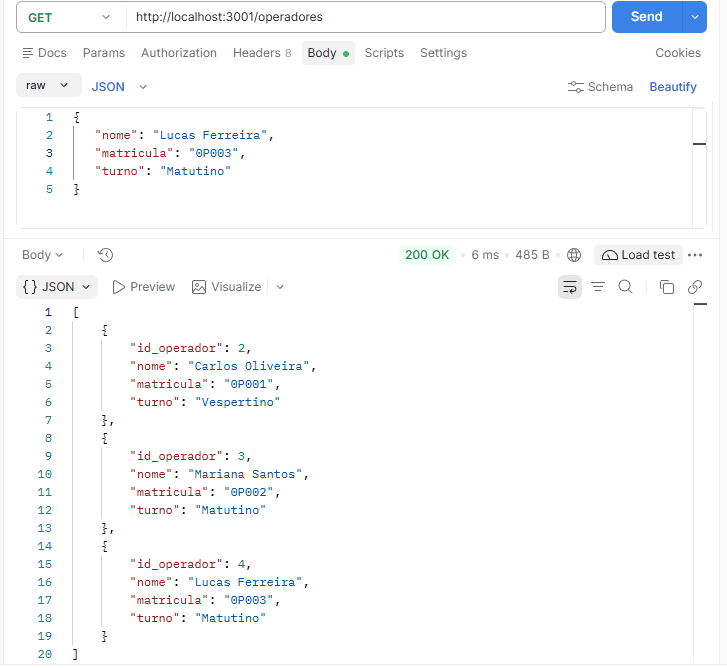 GET http://localhost:3001/operadores Send
Docs Params Authorization Headers 8 Body Scripts Settings Cookies
raw JSON Schema Beautify
1 {
2 "nome": "Lucas Ferreira",
3 "matricula": "0P003",
4 "turno": "Matutino"
5 }
Body 200 OK 6 ms 485 B Load test
{} JSON Preview Visualize
1 [
2 {
3 "id_operador": 2,
4 "nome": "Carlos Oliveira",
5 "matricula": "0P001",
6 "turno": "Vespertino"
7 },
8 {
9 "id_operador": 3,
10 "nome": "Mariana Santos",
11 "matricula": "0P002",
12 "turno": "Matutino"
13 },
14 {
15 "id_operador": 4,
16 "nome": "Lucas Ferreira",
17 "matricula": "0P003",
18 "turno": "Matutino"
19 }
20 ]